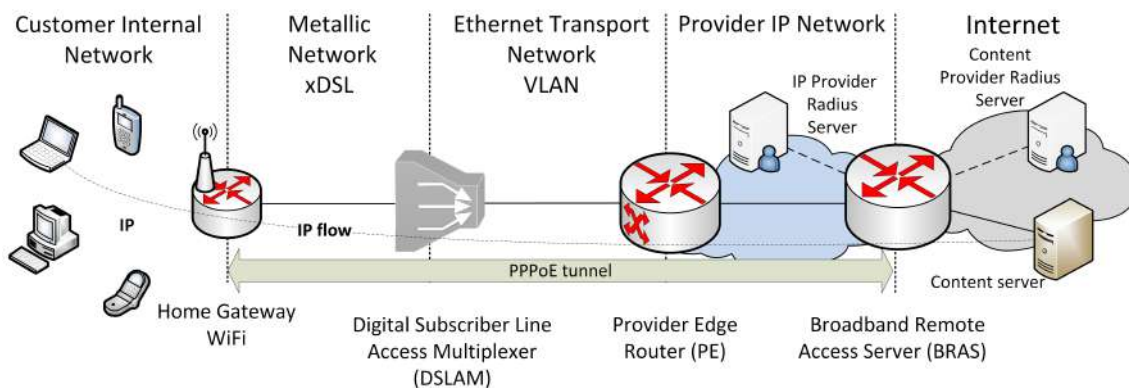 Customer Internal
Network
Metallic
Network
xDSL
Ethernet Transport
Network
VLAN
Provider IP Network
Internet
IP Provider
Radius
Server
Content
Provider Radius
Server
IP
IP flow
PPPoE tunnel
Content server
Home Gateway
WiFi
Digital Subscriber Line
Access Multiplexer
(DSLAM)
Provider Edge
Router (PE)
Broadband Remote
Access Server (BRAS)